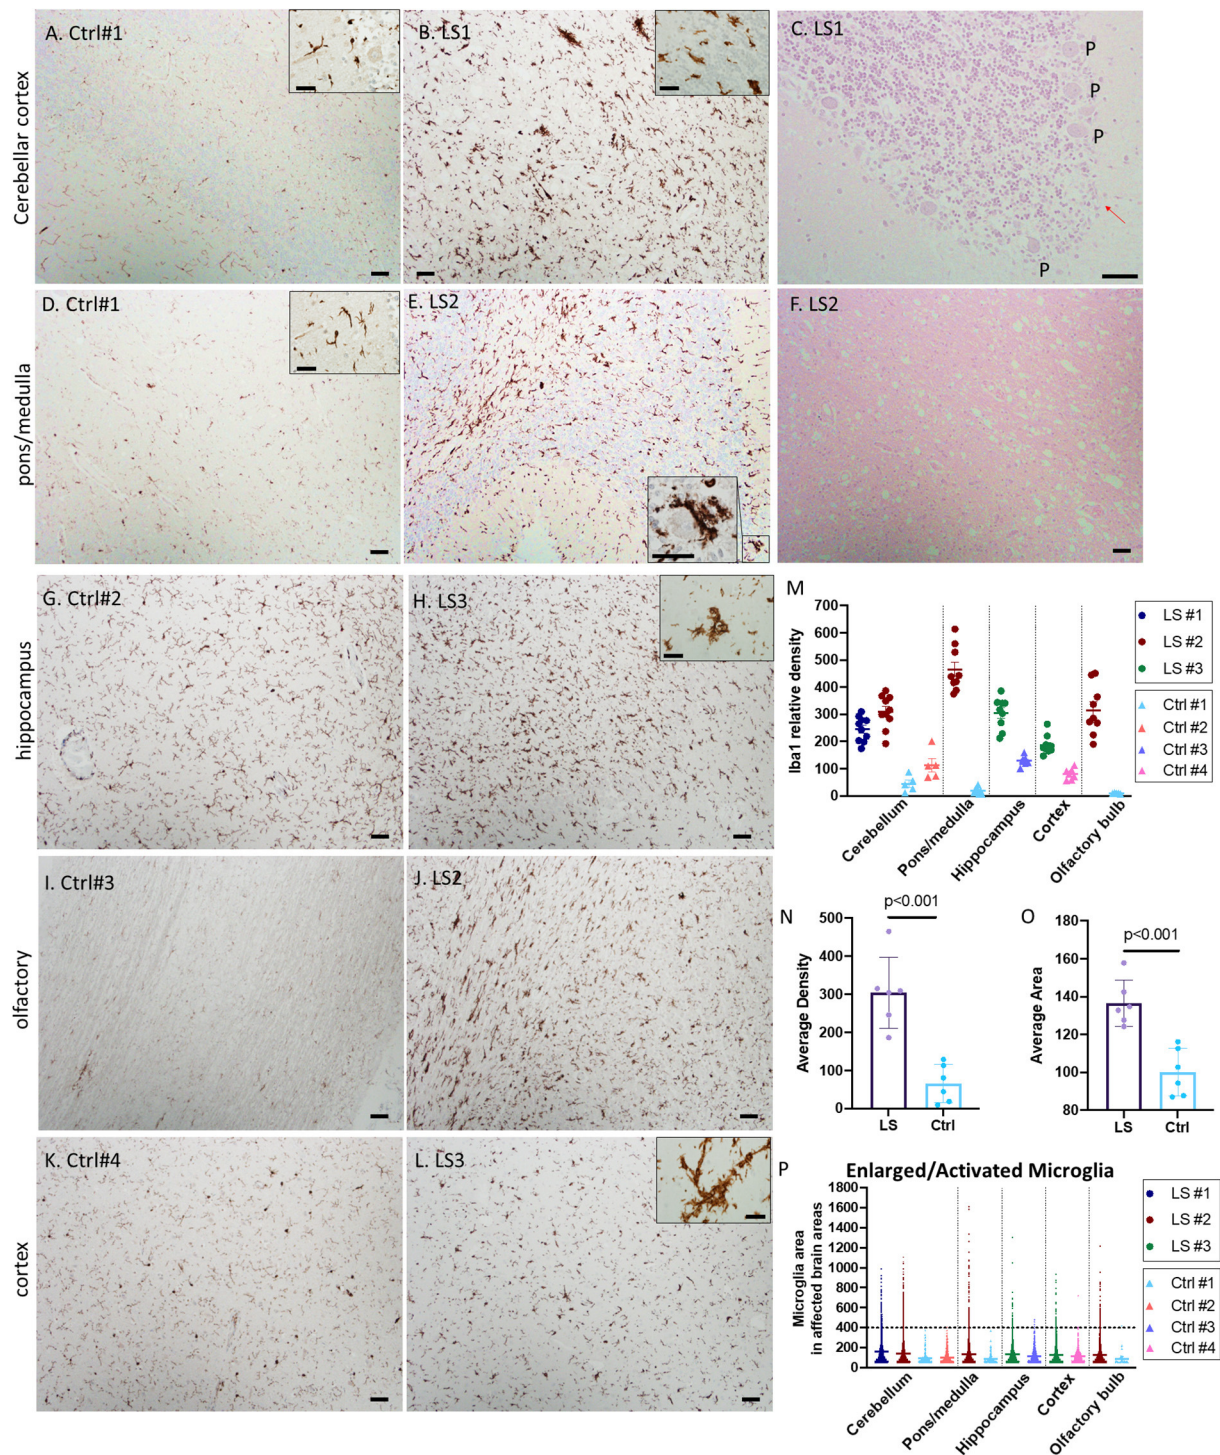 A. Ctrl#1
B. LS1
C. LS1
P
P
P
P
Cerebellar cortex
D. Ctrl#1
E. LS2
F. LS2
pons/medulla
G. Ctrl#2
H. LS3
hippocampus
I. Ctrl#3
J. LS2
olfactory
K. Ctrl#4
L. LS3
cortex
M
Iba1 relative density
700
600
500
400
300
200
100
0
Cerebellum
Pons/medulla
Hippocampus
Cortex
Olfactory bulb
LS #1
LS #2
LS #3
Ctrl #1
Ctrl #2
Ctrl #3
Ctrl #4
N
p<0.001
Average Density
500
400
300
200
100
0
LS
Ctrl
O
p<0.001
Average Area
180
160
140
120
100
80
LS
Ctrl
P
Enlarged/Activated Microglia
Microglia area
in affected brain areas
1800
1600
1400
1200
1000
800
600
400
200
0
Cerebellum
Pons/medulla
Hippocampus
Cortex
Olfactory bulb
LS #1
LS #2
LS #3
Ctrl #1
Ctrl #2
Ctrl #3
Ctrl #4